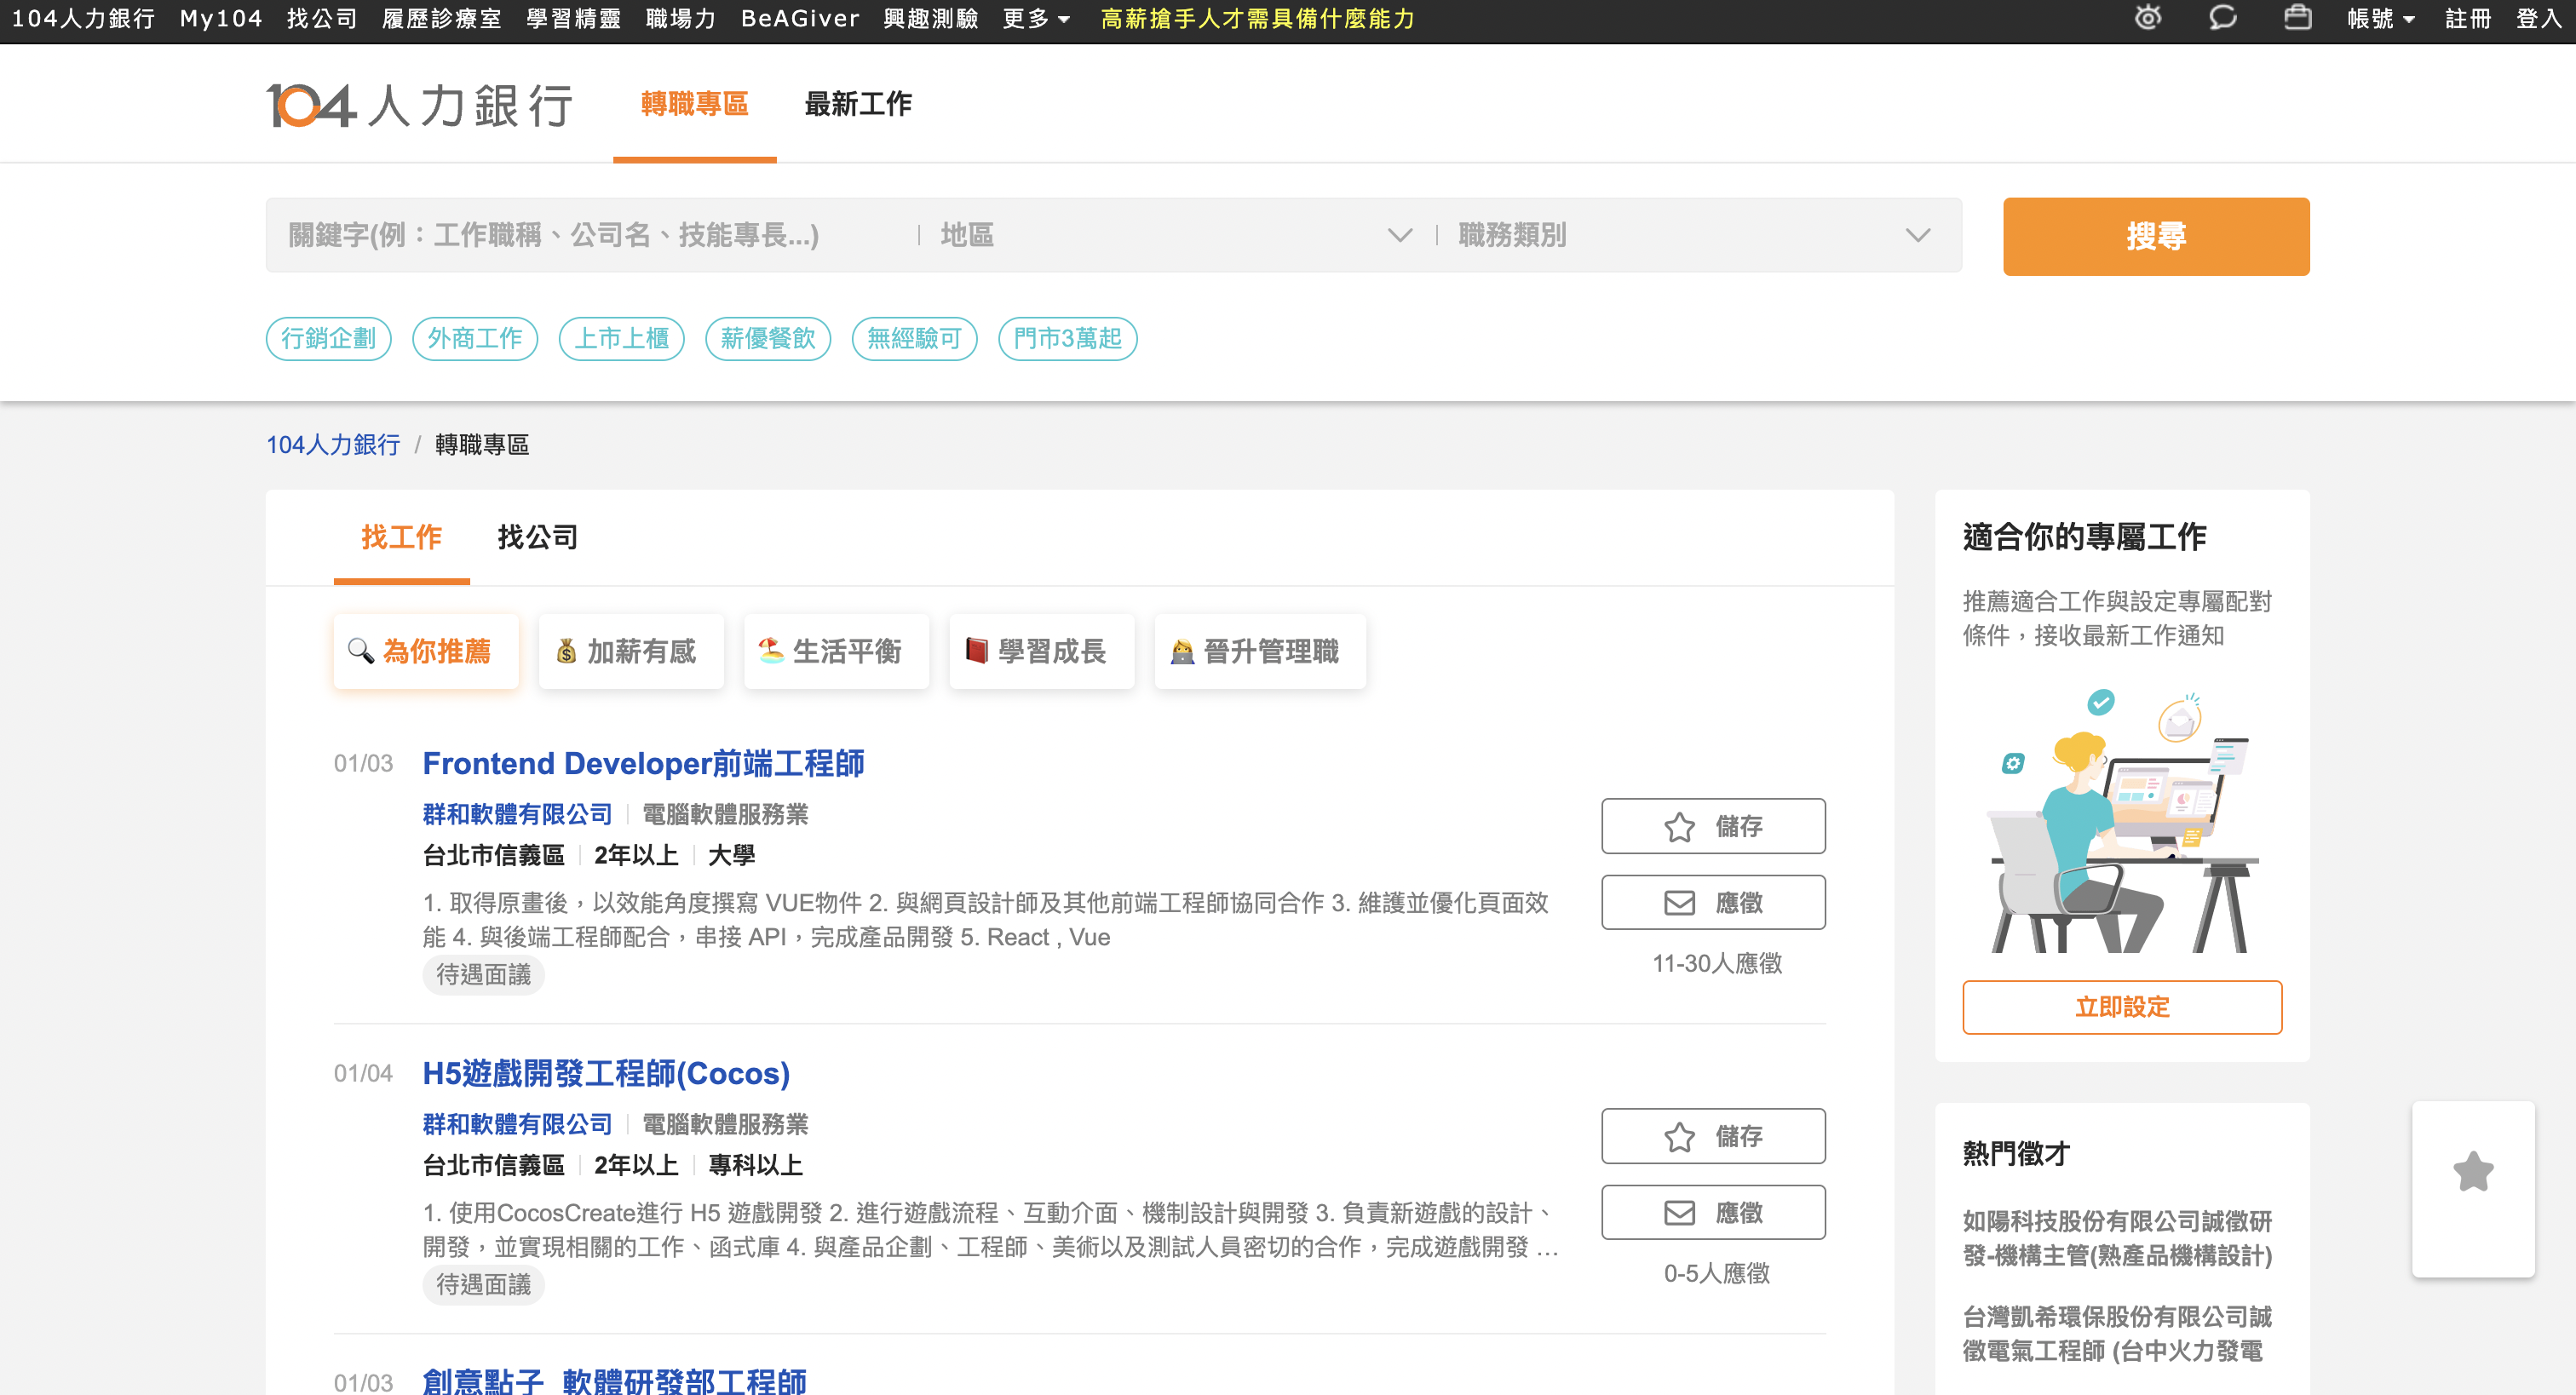 104人力銀行 My104 找公司 履歷診療室 學習精靈 職場力 BeAGiver 興趣測驗 更多 高薪搶手人才需具備什麼能力 帳號 註冊 登入
104人力銀行 轉職專區 最新工作
關鍵字(例：工作職稱、公司名、技能專長...) 地區 職務類別 搜尋
行銷企劃 外商工作 上市上櫃 薪優餐飲 無經驗可 門市3萬起
104人力銀行 / 轉職專區
找工作 找公司
為你推薦 加薪有感 生活平衡 學習成長 晉升管理職
01/03 Frontend Developer前端工程師
群和軟體有限公司 電腦軟體服務業
台北市信義區 2年以上 大學
1. 取得原畫後，以效能角度撰寫 VUE物件 2. 與網頁設計師及其他前端工程師協同合作 3. 維護並優化頁面效
能 4. 與後端工程師配合，串接 API，完成產品開發 5. React , Vue
待遇面議
儲存
應徵
11-30人應徵
01/04 H5遊戲開發工程師(Cocos)
群和軟體有限公司 電腦軟體服務業
台北市信義區 2年以上 專科以上
1. 使用CocosCreate進行 H5 遊戲開發 2. 進行遊戲流程、互動介面、機制設計與開發 3. 負責新遊戲的設計、
開發，並實現相關的工作、函式庫 4. 與產品企劃、工程師、美術以及測試人員密切的合作，完成遊戲開發 ...
待遇面議
儲存
應徵
0-5人應徵
01/03 創意點子_軟體研發部工程師
適合你的專屬工作
推薦適合工作與設定專屬配對
條件，接收最新工作通知
立即設定
熱門徵才
如陽科技股份有限公司誠徵研
發-機構主管(熟產品機構設計)
台灣凱希環保股份有限公司誠
徵電氣工程師 (台中火力發電